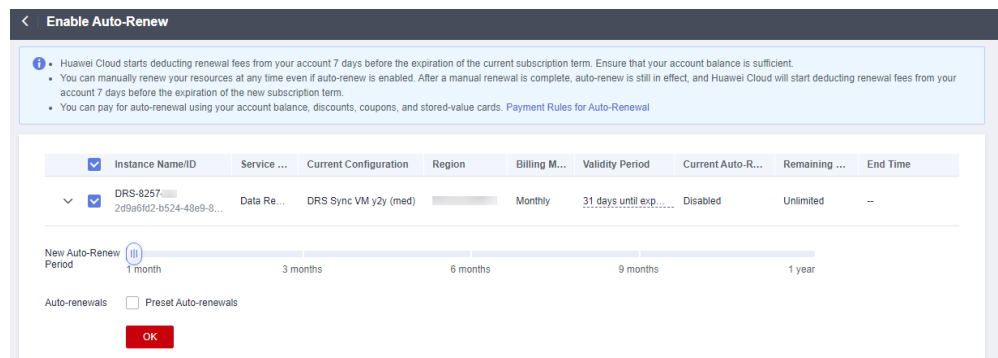 Enable Auto-Renew
• Huawei Cloud starts deducting renewal fees from your account 7 days before the expiration of the current subscription term. Ensure that your account balance is sufficient.
• You can manually renew your resources at any time even if auto-renew is enabled. After a manual renewal is complete, auto-renew is still in effect, and Huawei Cloud will start deducting renewal fees from your
account 7 days before the expiration of the new subscription term.
• You can pay for auto-renewal using your account balance, discounts, coupons, and stored-value cards. Payment Rules for Auto-Renewal
Instance Name/ID Service ... Current Configuration Region Billing M... Validity Period Current Auto-R... Remaining ... End Time
DRS-8257-
2d9a6fd2-b524-48e9-8... Data Re... DRS Sync VM y2y (med) Monthly 31 days until exp... Disabled Unlimited --
New Auto-Renew
Period
1 month 3 months 6 months 9 months 1 year
Auto-renewals Preset Auto-renewals
OK